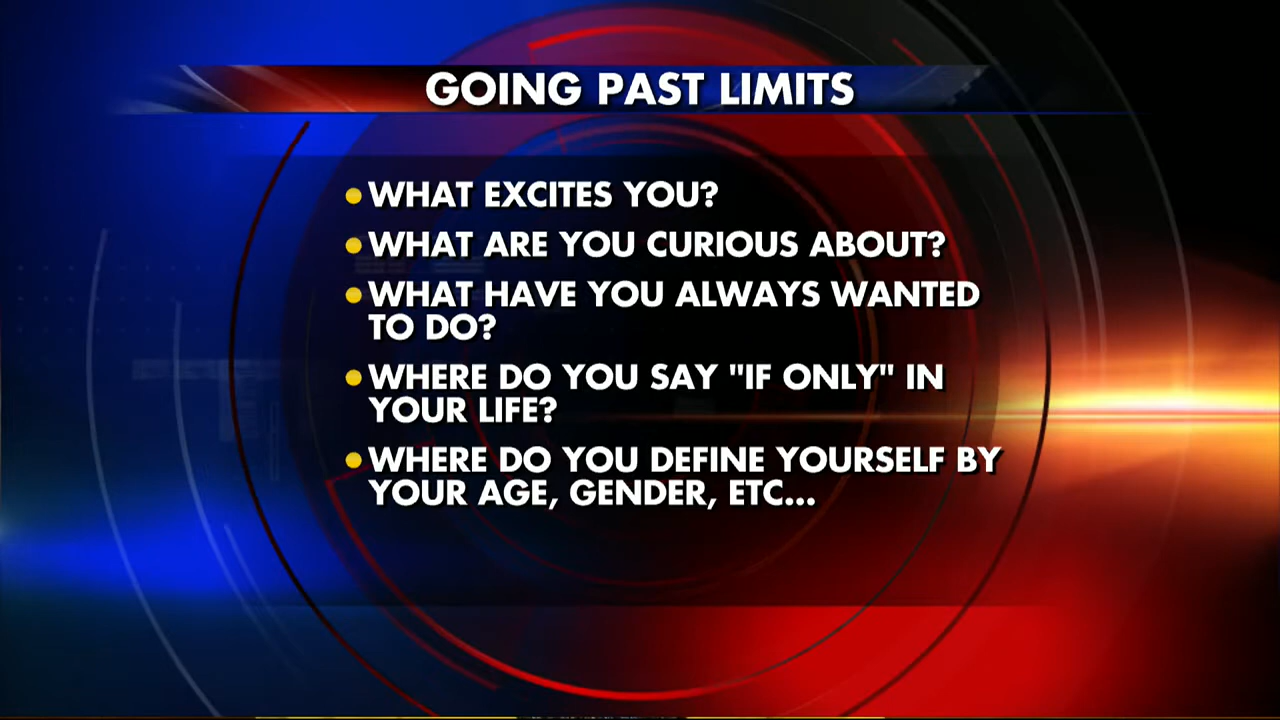 GOING PAST LIMITS
WHAT EXCITES YOU?
WHAT ARE YOU CURIOUS ABOUT?
WHAT HAVE YOU ALWAYS WANTED
TO DO?
WHERE DO YOU SAY "IF ONLY" IN
YOUR LIFE?
WHERE DO YOU DEFINE YOURSELF BY
YOUR AGE, GENDER, ETC...